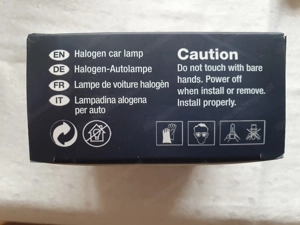 EN Halogen car lamp
DE Halogen-Autolampe
FR Lampe de voiture halogèn
IT Lampadina alogena
per auto
Caution
Do not touch with bare
hands. Power off
when install or remove.
Install properly.